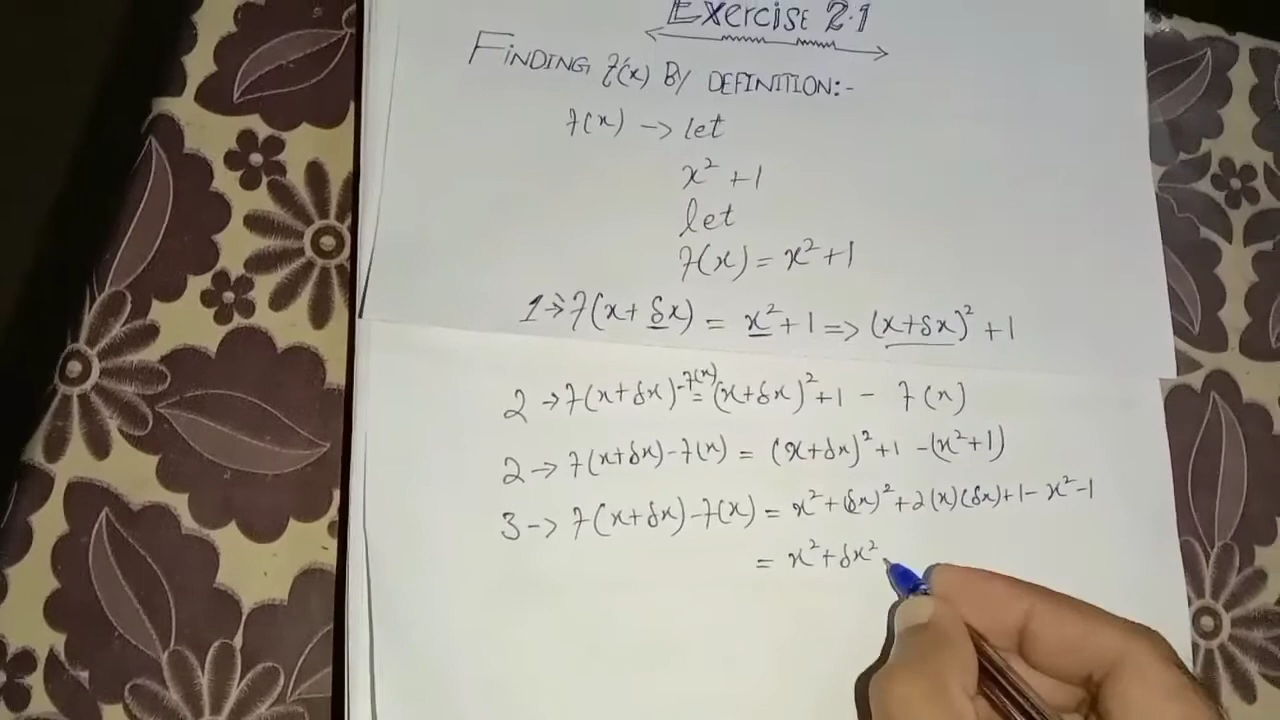 Exercise 2.1
FINDING f'(x) BY DEFINITION:-
f(x) -> let
x² + 1
let
f(x) = x² + 1
1-> f(x + δx) = x² + 1 => (x+δx)² + 1
2 -> f(x+δx) - f(x) = (x+δx)² + 1 - f(x)
2 -> f(x+δx) - f(x) = (x+δx)² + 1 - (x² + 1)
3 -> f(x+δx) - f(x) = x² + (δx)² + 2(x)(δx) + 1 - x² - 1
= x² + δx²